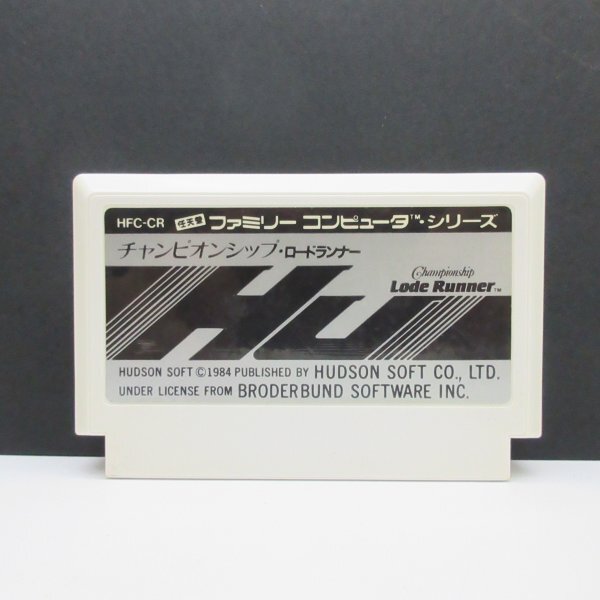 HFC-CR 任天堂 ファミリー コンピュータ™・シリーズ
チャンピオンシップ・ロードランナー
Championship
Lode Runner™
HUDSON SOFT ©1984 PUBLISHED BY HUDSON SOFT CO., LTD.
UNDER LICENSE FROM BRODERBUND SOFTWARE INC.